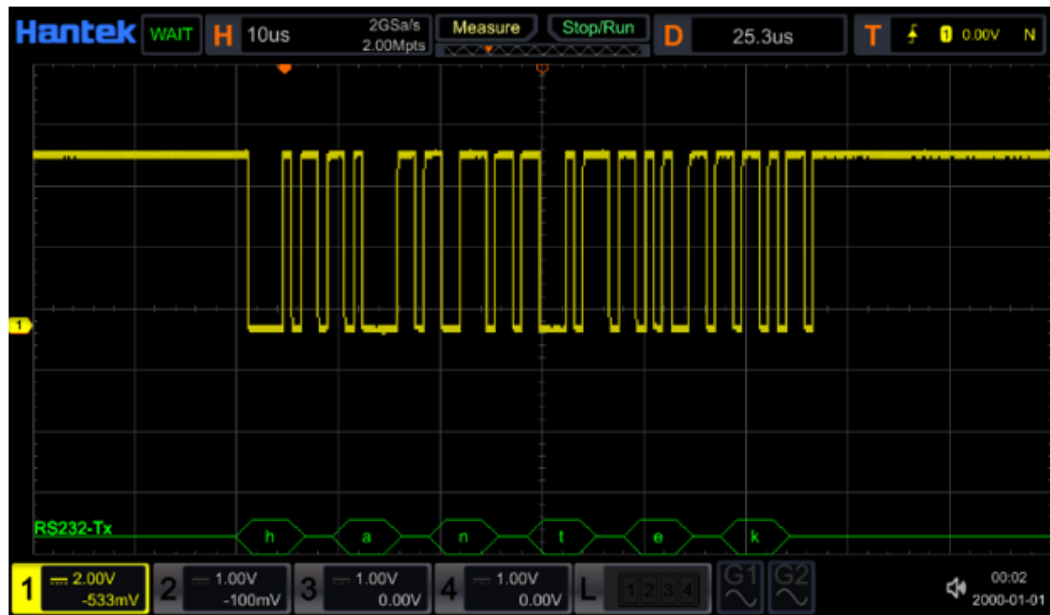 Hantek WAIT H 10us 2GSa/s 2.00Mpts Measure Stop/Run D 25.3us T 1 0.00V N
1
RS232-Tx
h a n t e k
1 2.00V -533mV 2 1.00V -100mV 3 1.00V 0.00V 4 1.00V 0.00V L 1 2 3 4 G1 G2 00:02 2000-01-01